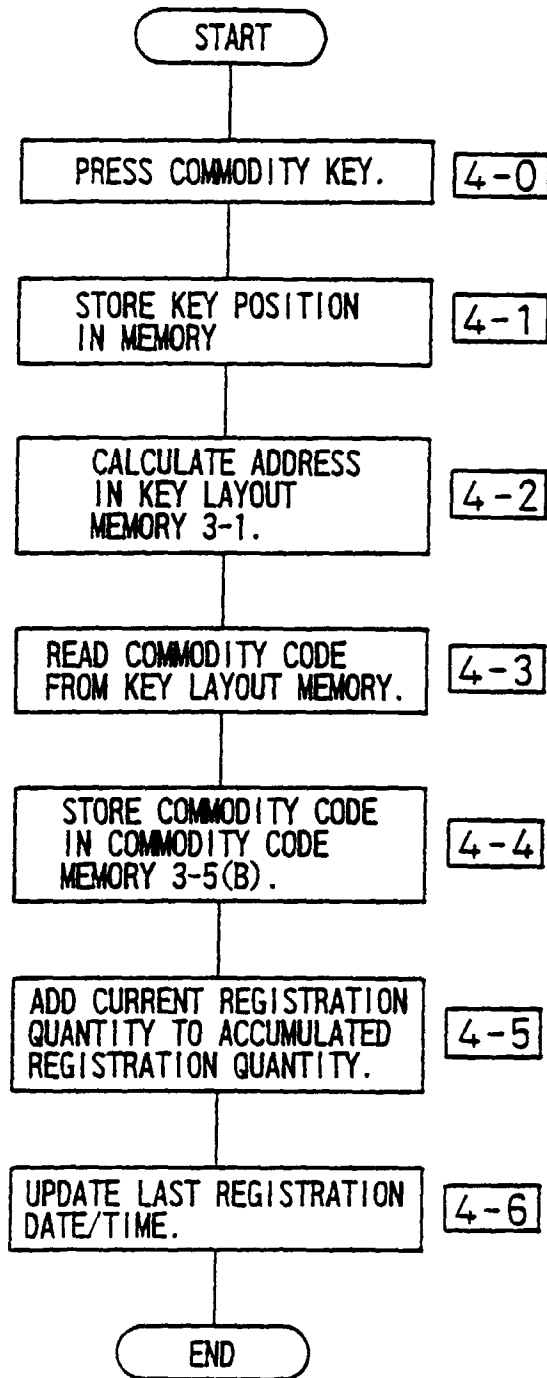 START
PRESS COMMODITY KEY.
4-0
STORE KEY POSITION
IN MEMORY
4-1
CALCULATE ADDRESS
IN KEY LAYOUT
MEMORY 3-1.
4-2
READ COMMODITY CODE
FROM KEY LAYOUT MEMORY.
4-3
STORE COMMODITY CODE
IN COMMODITY CODE
MEMORY 3-5(B).
4-4
ADD CURRENT REGISTRATION
QUANTITY TO ACCUMULATED
REGISTRATION QUANTITY.
4-5
UPDATE LAST REGISTRATION
DATE/TIME.
4-6
END